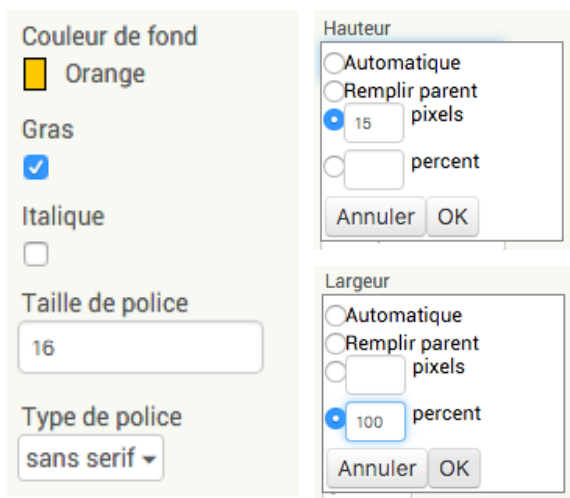 Couleur de fond
Orange
Gras
Italique
Taille de police
16
Type de police
sans serif
Hauteur
Automatique
Remplir parent
15 pixels
percent
Annuler OK
Largeur
Automatique
Remplir parent
pixels
100 percent
Annuler OK